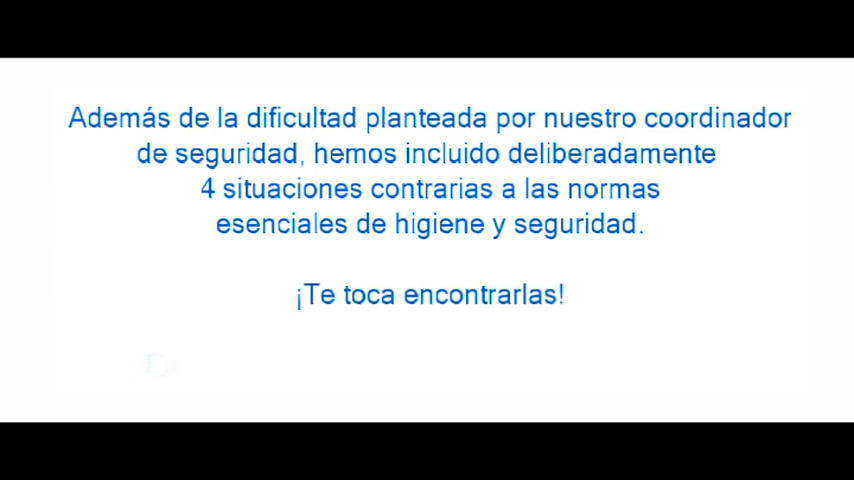 Además de la dificultad planteada por nuestro coordinador
de seguridad, hemos incluido deliberadamente
4 situaciones contrarias a las normas
esenciales de higiene y seguridad.
¡Te toca encontrarlas!